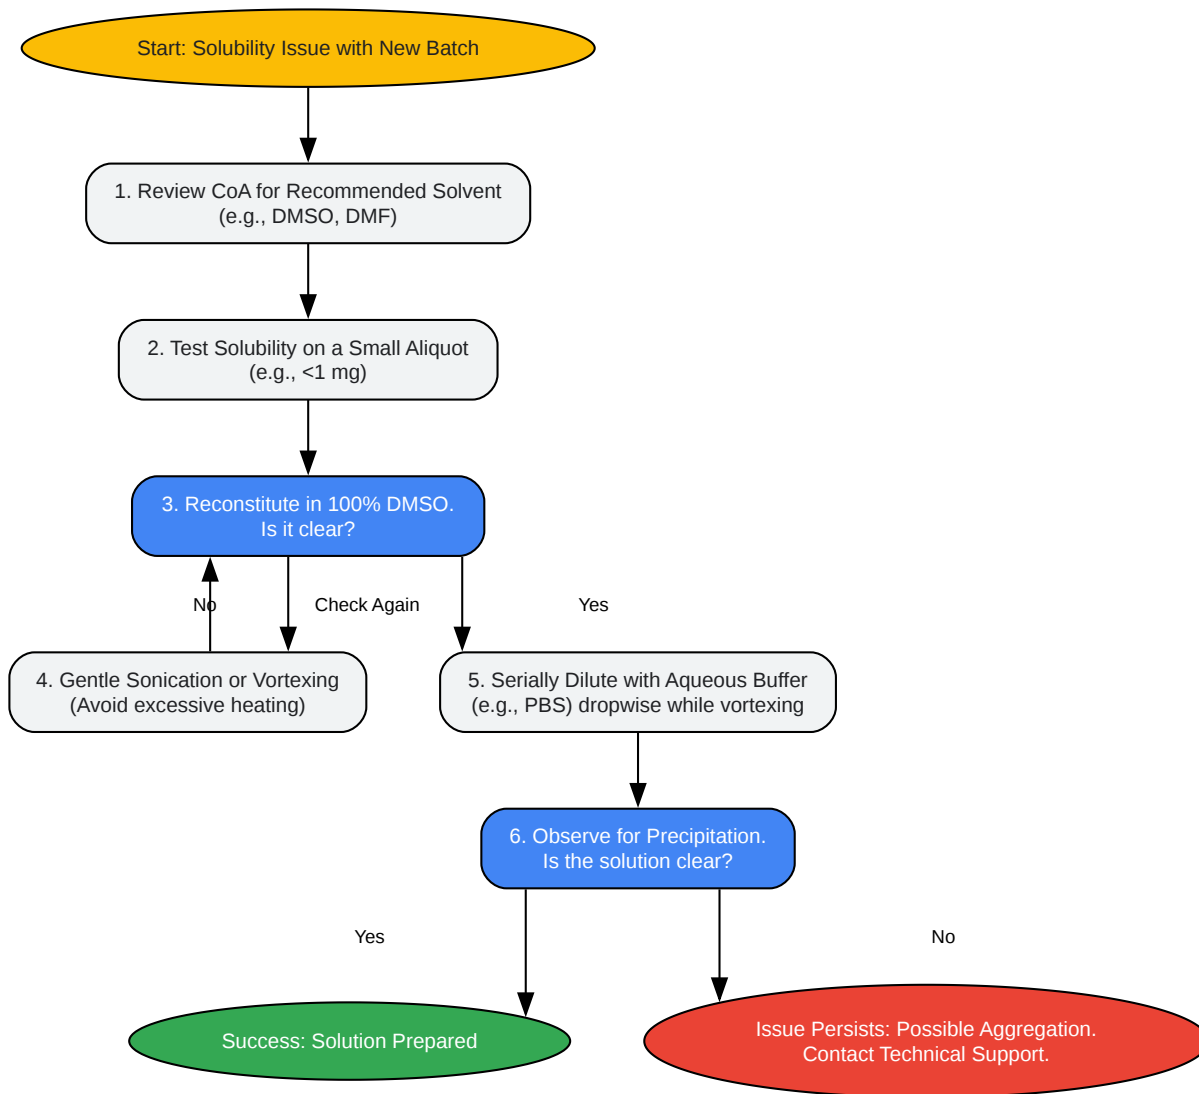 Start: Solubility Issue with New Batch
1. Review CoA for Recommended Solvent
(e.g., DMSO, DMF)
2. Test Solubility on a Small Aliquot
(e.g., <1 mg)
3. Reconstitute in 100% DMSO.
Is it clear?
No
Check Again
Yes
4. Gentle Sonication or Vortexing
(Avoid excessive heating)
5. Serially Dilute with Aqueous Buffer
(e.g., PBS) dropwise while vortexing
6. Observe for Precipitation.
Is the solution clear?
Yes
No
Success: Solution Prepared
Issue Persists: Possible Aggregation.
Contact Technical Support.